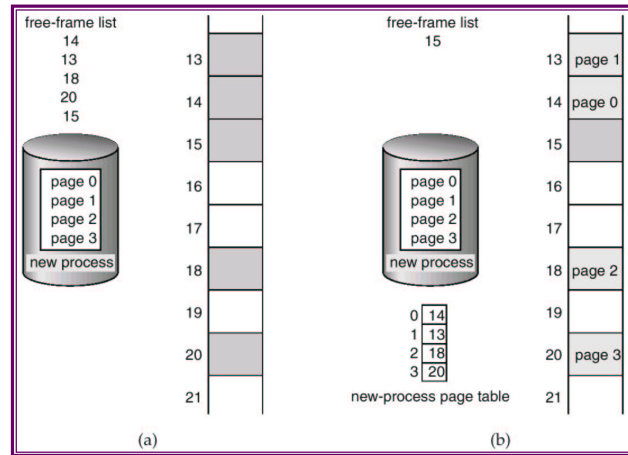 free-frame list
14
13
18
20
15
13
14
15
16
17
18
19
20
21
page 0
page 1
page 2
page 3
new process
(a)
free-frame list
15
page 0
page 1
page 2
page 3
new process
0 14
1 13
2 18
3 20
new-process page table
13 page 1
14 page 0
15
16
17
18 page 2
19
20 page 3
21
(b)